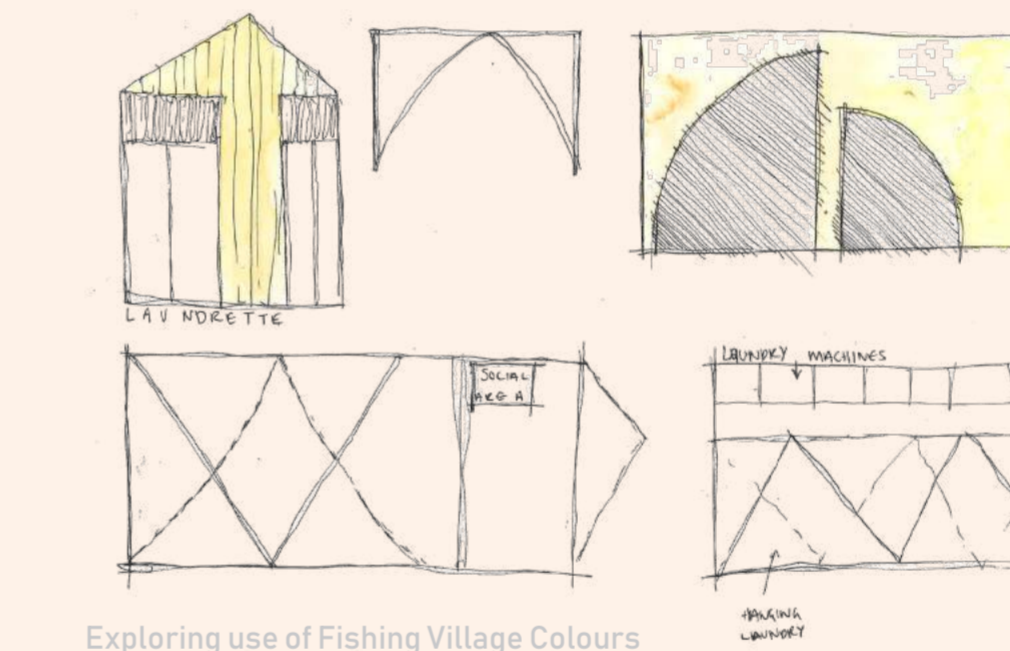 LAUNDRETTE
SOCIAL
AREA
LAUNDRY MACHINES
HANGING
LAUNDRY
Exploring use of Fishing Village Colours